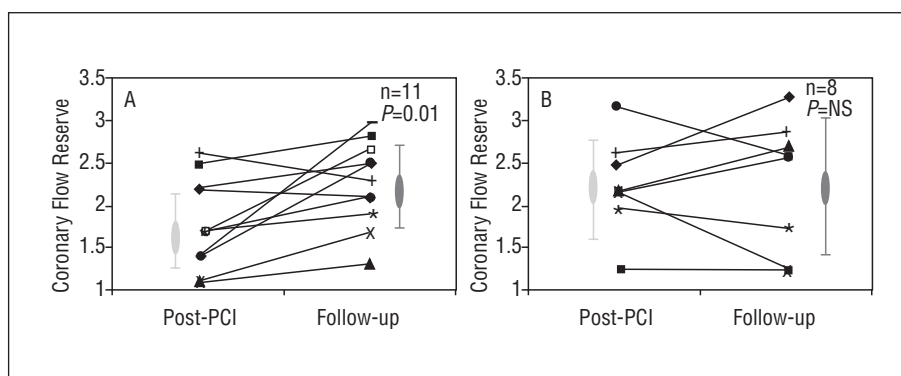 Coronary Flow Reserve
3.5
3
2.5
2
1.5
1
A
n=11
P=0.01
Post-PCI
Follow-up
Coronary Flow Reserve
3.5
3
2.5
2
1.5
1
B
n=8
P=NS
Post-PCI
Follow-up